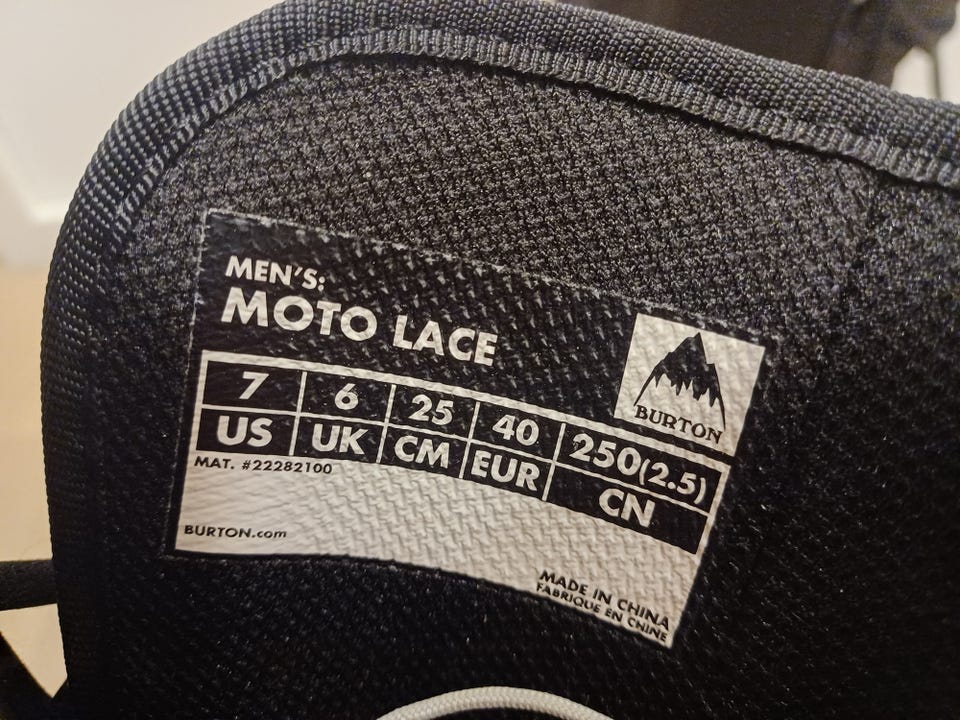 MEN'S:
MOTO LACE
BURTON
7 6 25 40 250(2.5)
US UK CM EUR CN
MAT. #22282100
BURTON.com
MADE IN CHINA
FABRIQUE EN CHINE